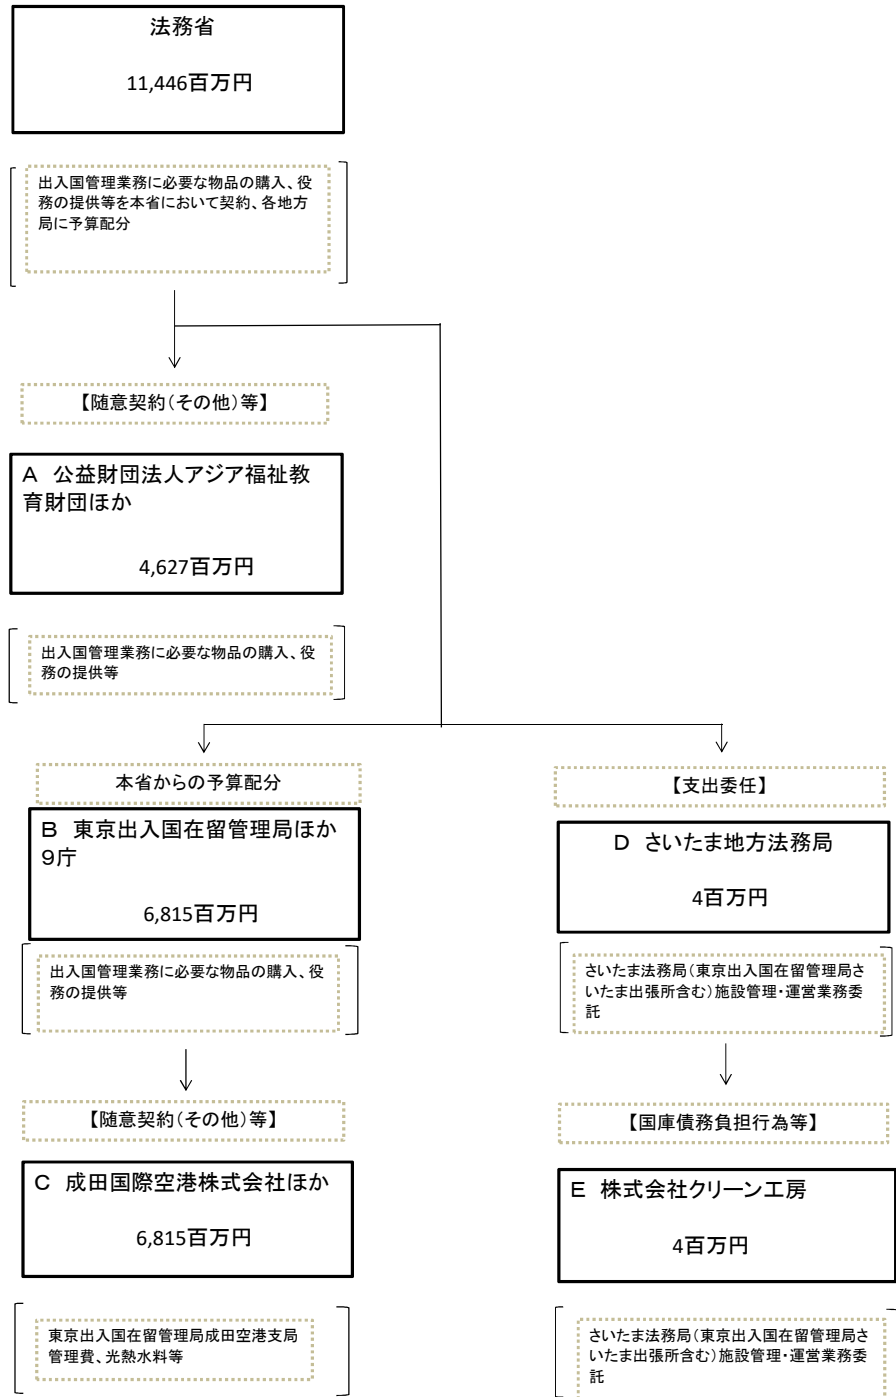 法務省
11,446百万円
出入国管理業務に必要な物品の購入、役
務の提供等を本省において契約、各地方
局に予算配分
【随意契約(その他)等】
A 公益財団法人アジア福祉教
育財団ほか
4,627百万円
出入国管理業務に必要な物品の購入、役
務の提供等
本省からの予算配分
B 東京出入国在留管理局ほか
9庁
6,815百万円
出入国管理業務に必要な物品の購入、役
務の提供等
【随意契約(その他)等】
C 成田国際空港株式会社ほか
6,815百万円
東京出入国在留管理局成田空港支局
管理費、光熱水料等
【支出委任】
D さいたま地方法務局
4百万円
さいたま法務局(東京出入国在留管理局さ
いたま出張所含む)施設管理・運営業務委
託
【国庫債務負担行為等】
E 株式会社クリーン工房
4百万円
さいたま法務局(東京出入国在留管理局さ
いたま出張所含む)施設管理・運営業務委
託